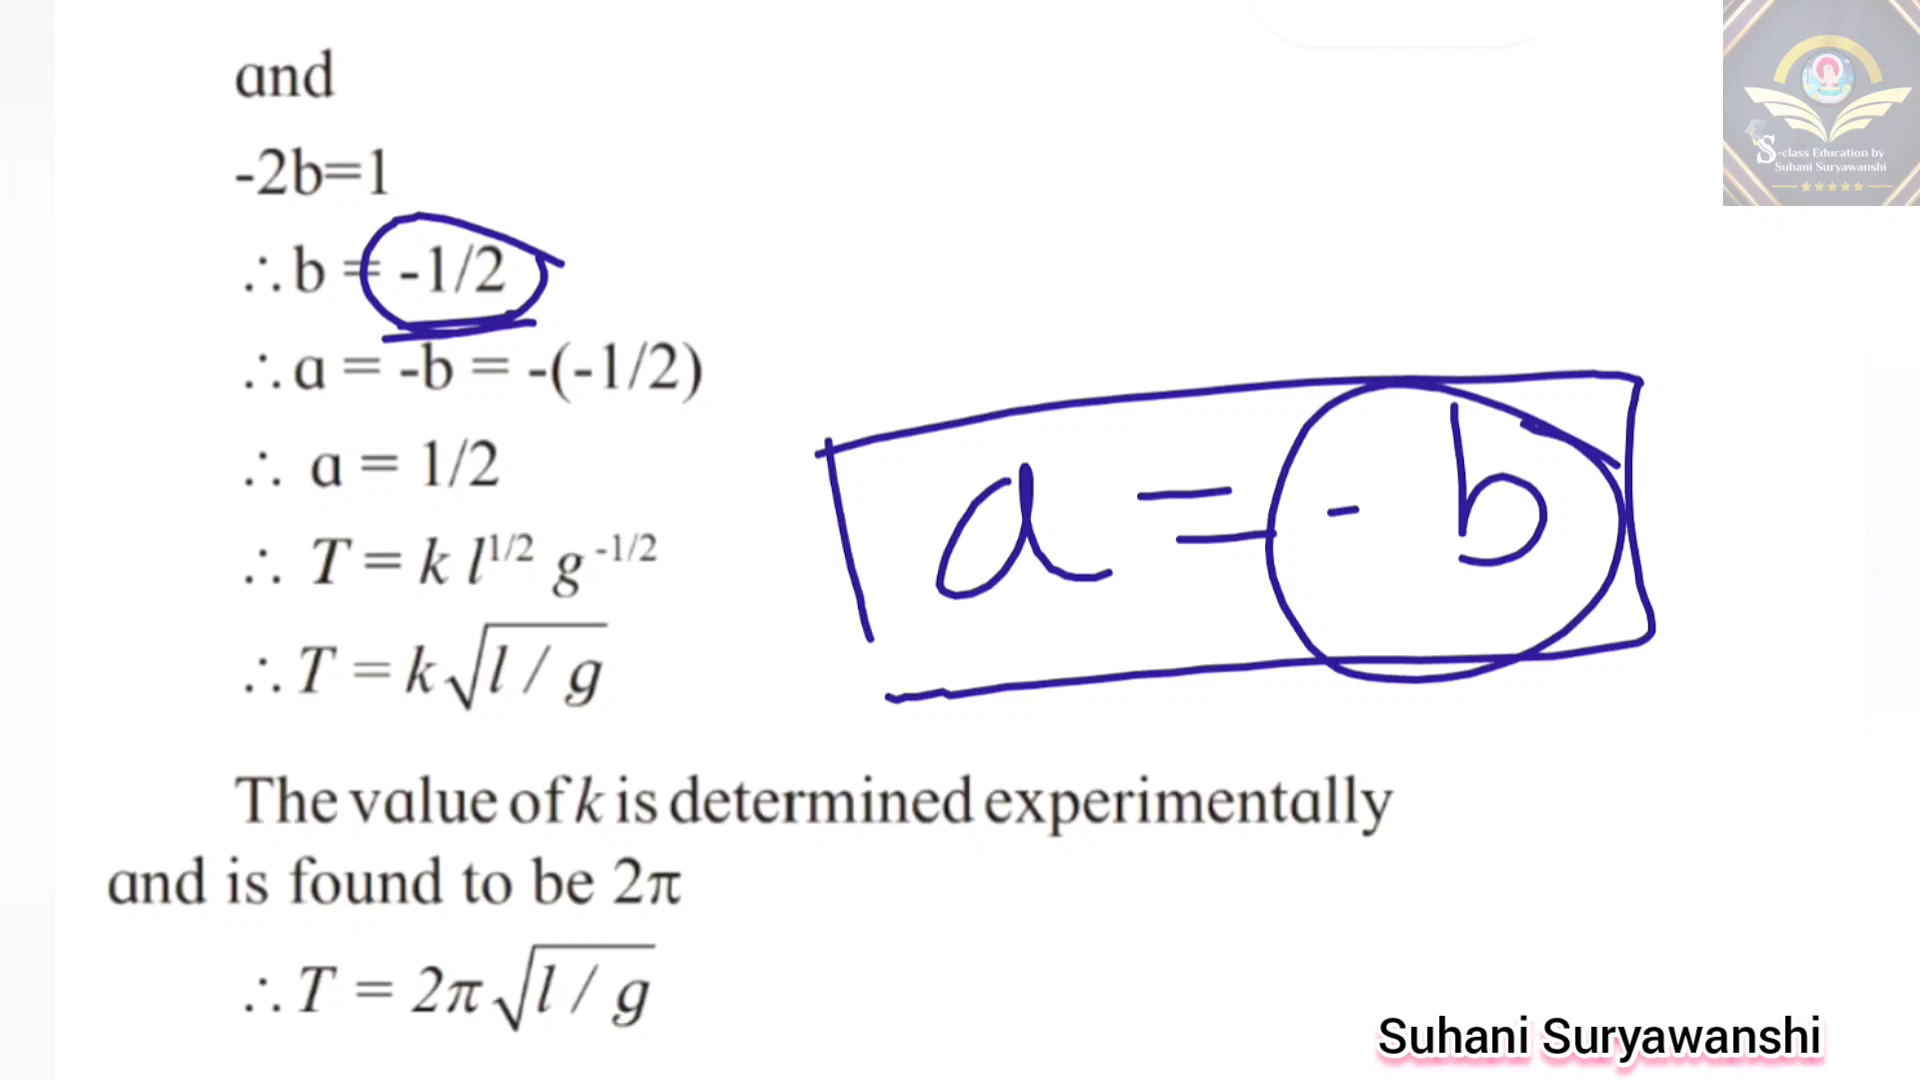 and
-2b=1
∴ b = -1/2
∴ a = -b = -(-1/2)
∴ a = 1/2
∴ T = k l^{1/2} g^{-1/2}
∴ T = k√l / g
a = - b
The value of k is determined experimentally
and is found to be 2π
∴ T = 2π√l / g
S-class Education by
Suhani Suryawanshi
Suhani Suryawanshi